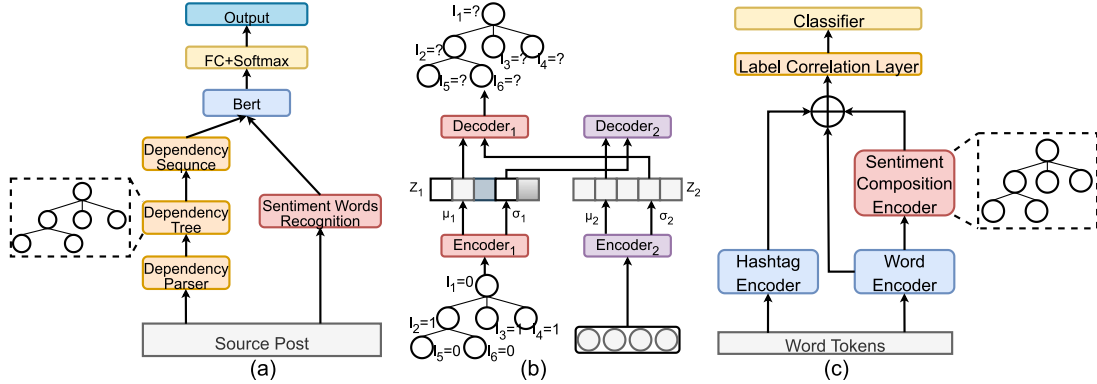 Output
FC+Softmax
Bert
Dependency
Sequnce
Dependency
Tree
Dependency
Parser
Sentiment Words
Recognition
Source Post
(a)
I₁=?
I₂=?
I₃=?
I₄=?
I₅=?
I₆=?
Decoder₁
Decoder₂
Z₁
Z₂
μ₁
σ₁
μ₂
σ₂
Encoder₁
Encoder₂
I₁=0
I₂=1
I₃=1
I₄=1
I₅=0
I₆=0
(b)
Classifier
Label Correlation Layer
Sentiment
Composition
Encoder
Hashtag
Encoder
Word
Encoder
Word Tokens
(c)